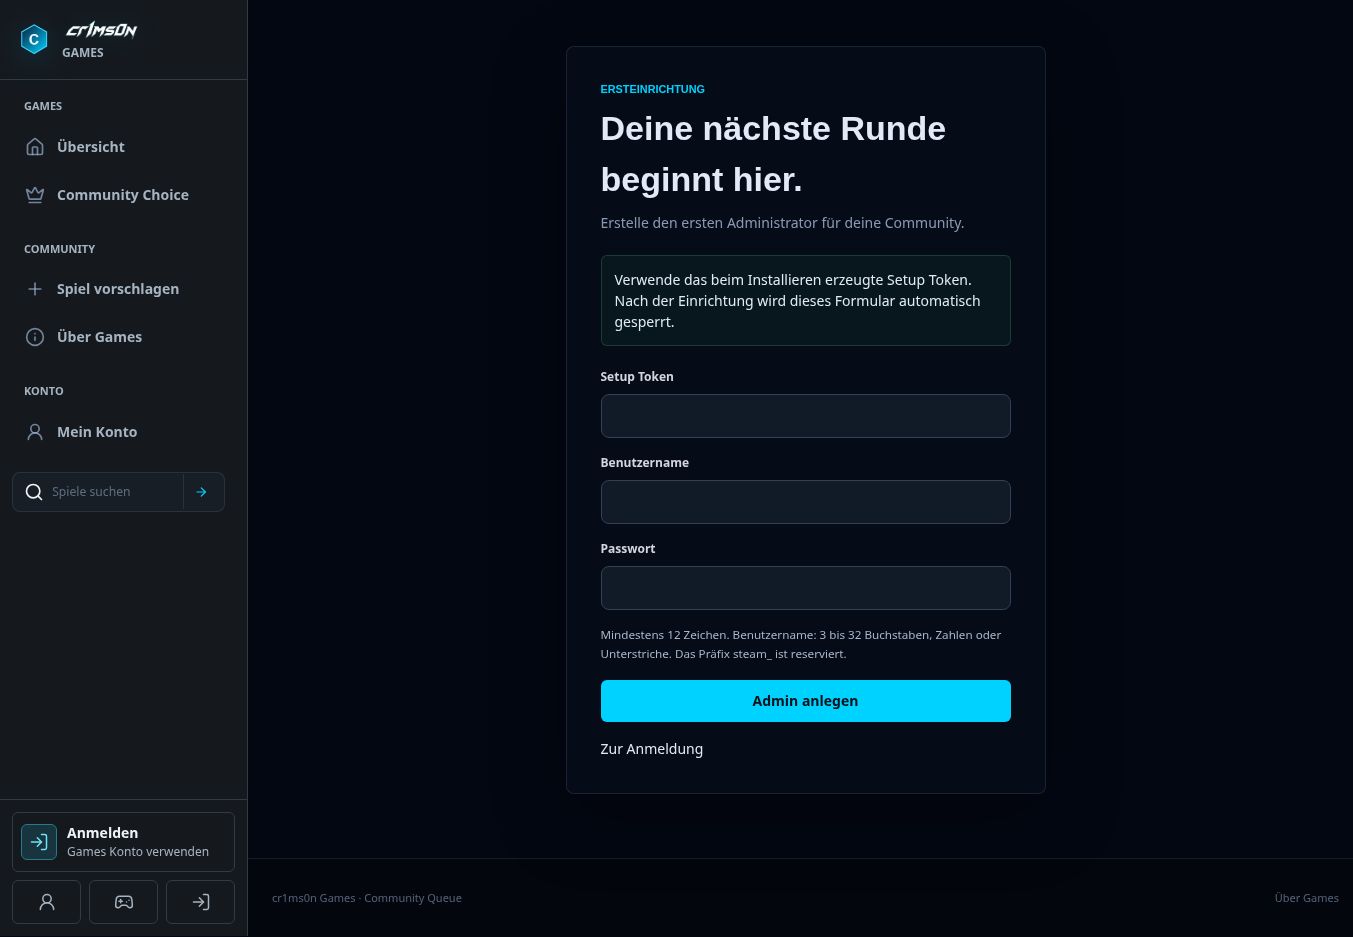 C
cr1ms0n
GAMES
GAMES
Übersicht
Community Choice
COMMUNITY
Spiel vorschlagen
Über Games
KONTO
Mein Konto
Spiele suchen
Anmelden
Games Konto verwenden
ERSTEINRICHTUNG
Deine nächste Runde
beginnt hier.
Erstelle den ersten Administrator für deine Community.
Verwende das beim Installieren erzeugte Setup Token.
Nach der Einrichtung wird dieses Formular automatisch
gesperrt.
Setup Token
Benutzername
Passwort
Mindestens 12 Zeichen. Benutzername: 3 bis 32 Buchstaben, Zahlen oder
Unterstriche. Das Präfix steam_ ist reserviert.
Admin anlegen
Zur Anmeldung
cr1ms0n Games · Community Queue
Über Games